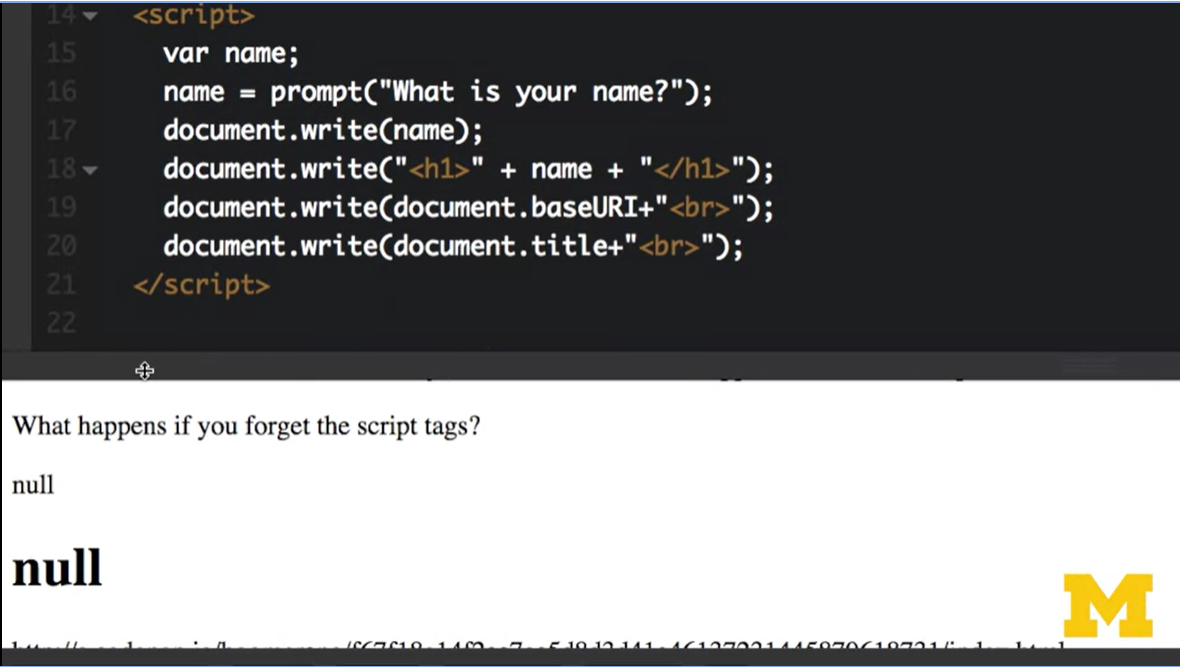 14 <script>
15 var name;
16 name = prompt("What is your name?");
17 document.write(name);
18 document.write("<h1>" + name + "</h1>");
19 document.write(document.baseURI+"<br>");
20 document.write(document.title+"<br>");
21 </script>
22
What happens if you forget the script tags?
null
null
M